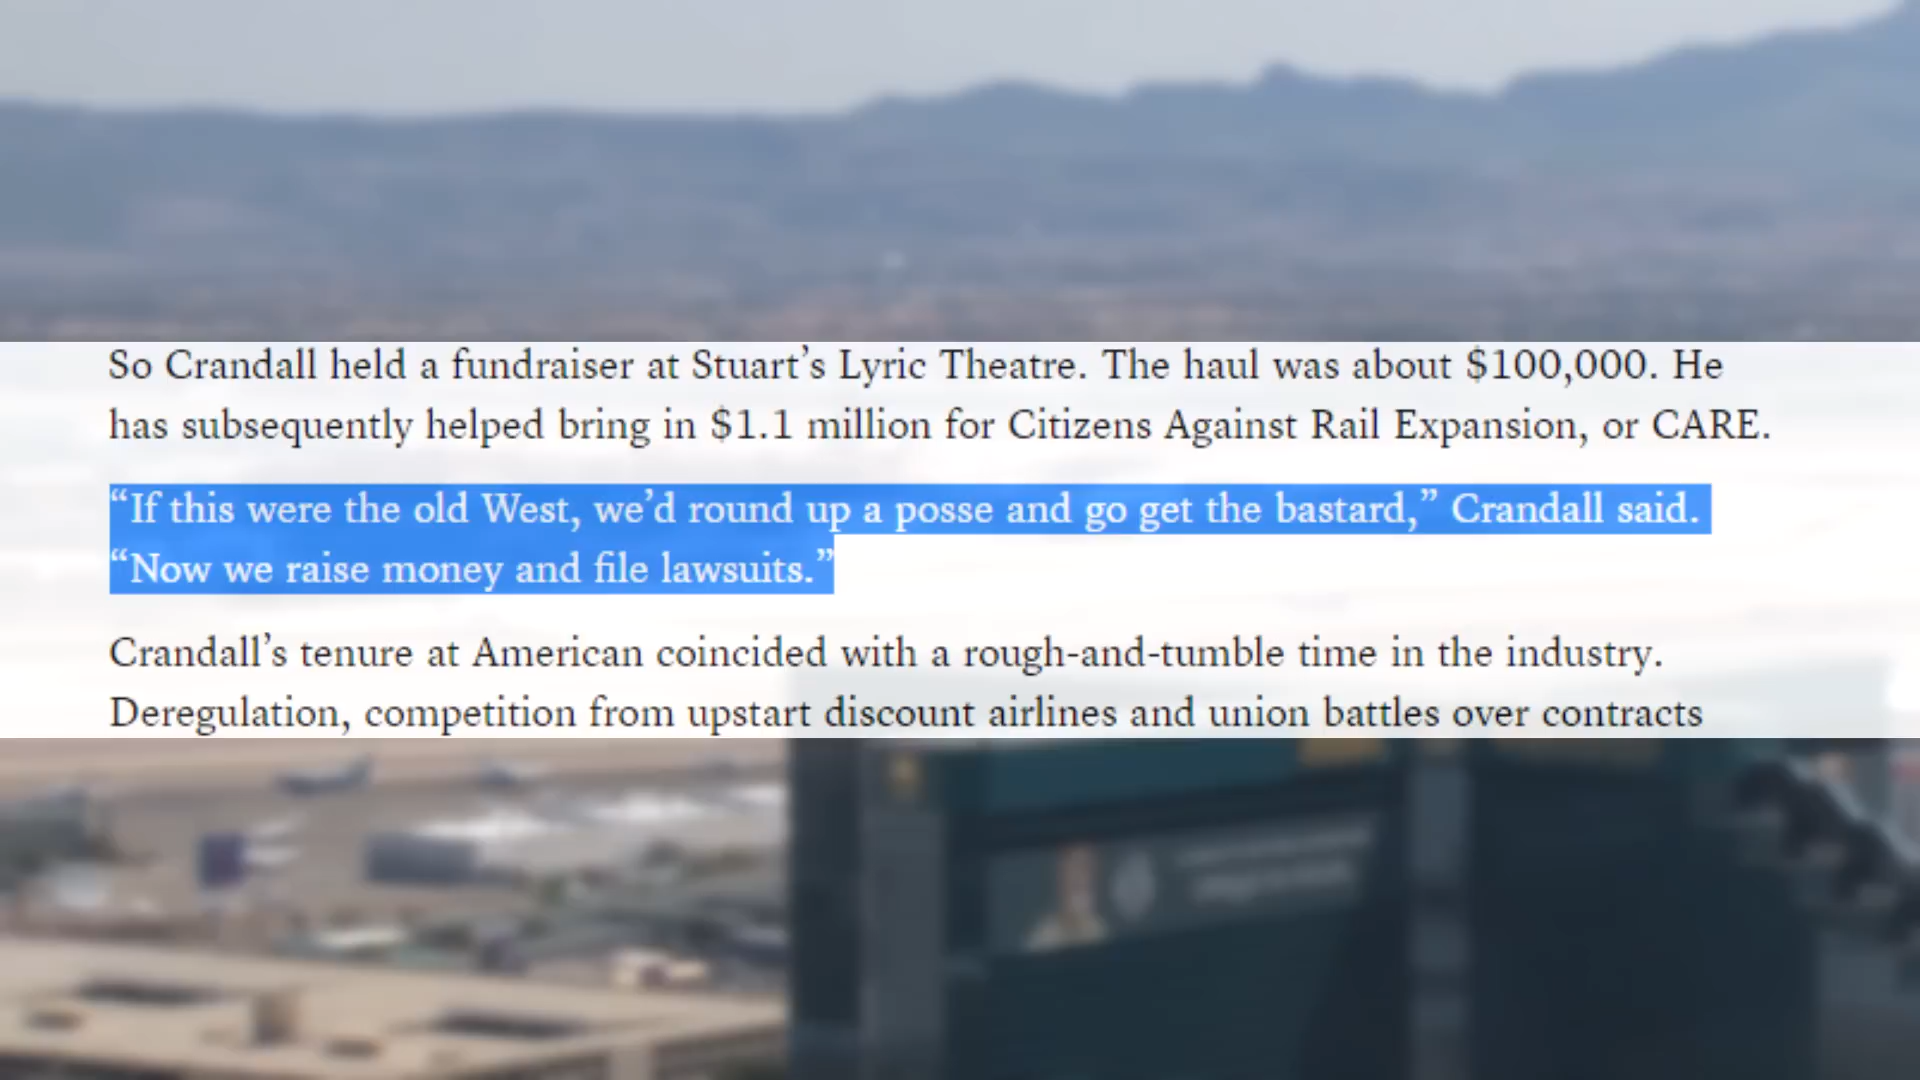 So Crandall held a fundraiser at Stuart’s Lyric Theatre. The haul was about $100,000. He
has subsequently helped bring in $1.1 million for Citizens Against Rail Expansion, or CARE.
“If this were the old West, we’d round up a posse and go get the bastard,” Crandall said.
“Now we raise money and file lawsuits.”
Crandall’s tenure at American coincided with a rough-and-tumble time in the industry.
Deregulation, competition from upstart discount airlines and union battles over contracts